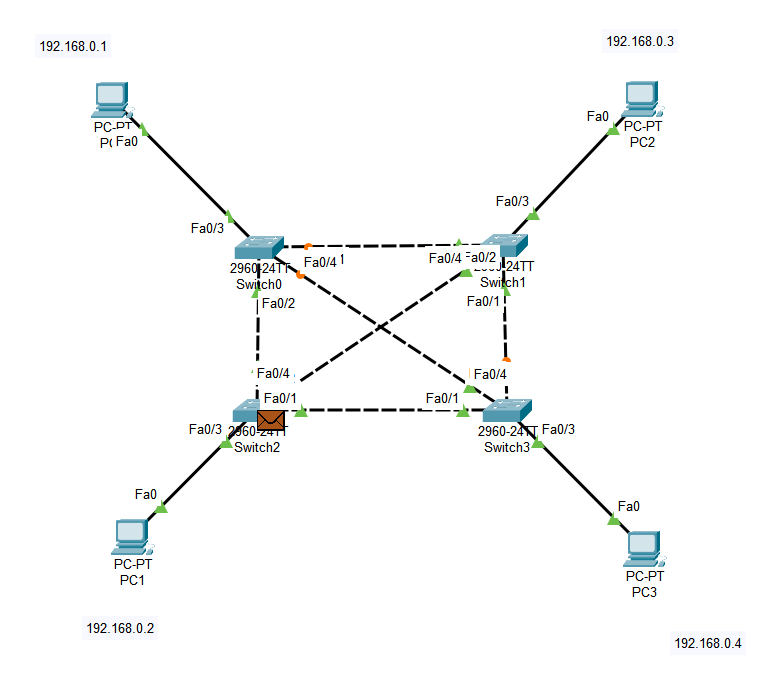 192.168.0.1
192.168.0.3
Fa0
PC-PT
PC-PT
Fa0
PC2
Fa0/3
Fa0/3
Fa0/4
Fa0/4
Fa0/2
2960-24TT
Switch0
Switch1
Fa0/2
Fa0/1
Fa0/4
Fa0/4
Fa0/1
Fa0/1
Fa0/3
2960-24TT
Fa0/3
Switch2
Switch3
Fa0
Fa0
PC-PT
PC1
PC-PT
PC3
192.168.0.2
192.168.0.4